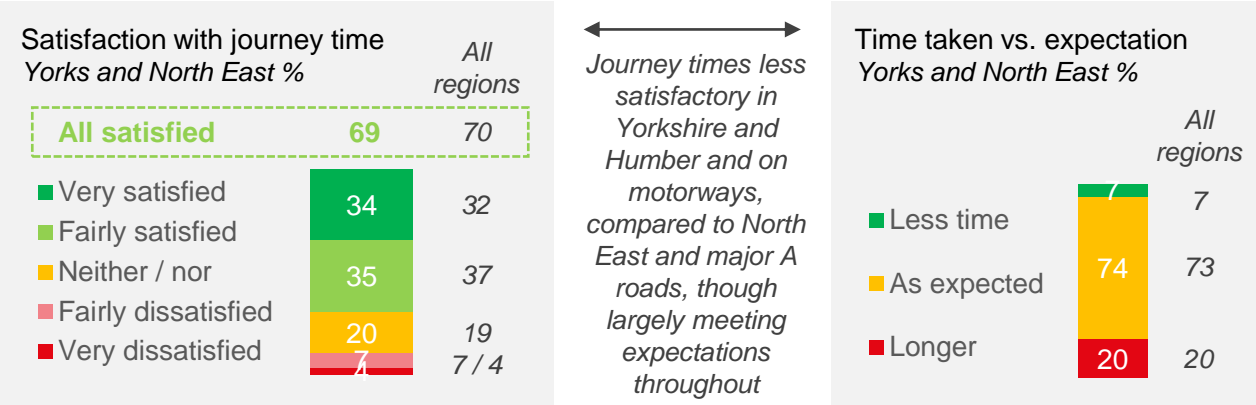 Satisfaction with journey time
Yorks and North East %
All
regions
All satisfied 69 70
Very satisfied
Fairly satisfied
Neither / nor
Fairly dissatisfied
Very dissatisfied
34
35
20
7
4
32
37
19
7 / 4
Journey times less
satisfactory in
Yorkshire and
Humber and on
motorways,
compared to North
East and major A
roads, though
largely meeting
expectations
throughout
Time taken vs. expectation
Yorks and North East %
All
regions
Less time
As expected
Longer
7
74
20
7
73
20